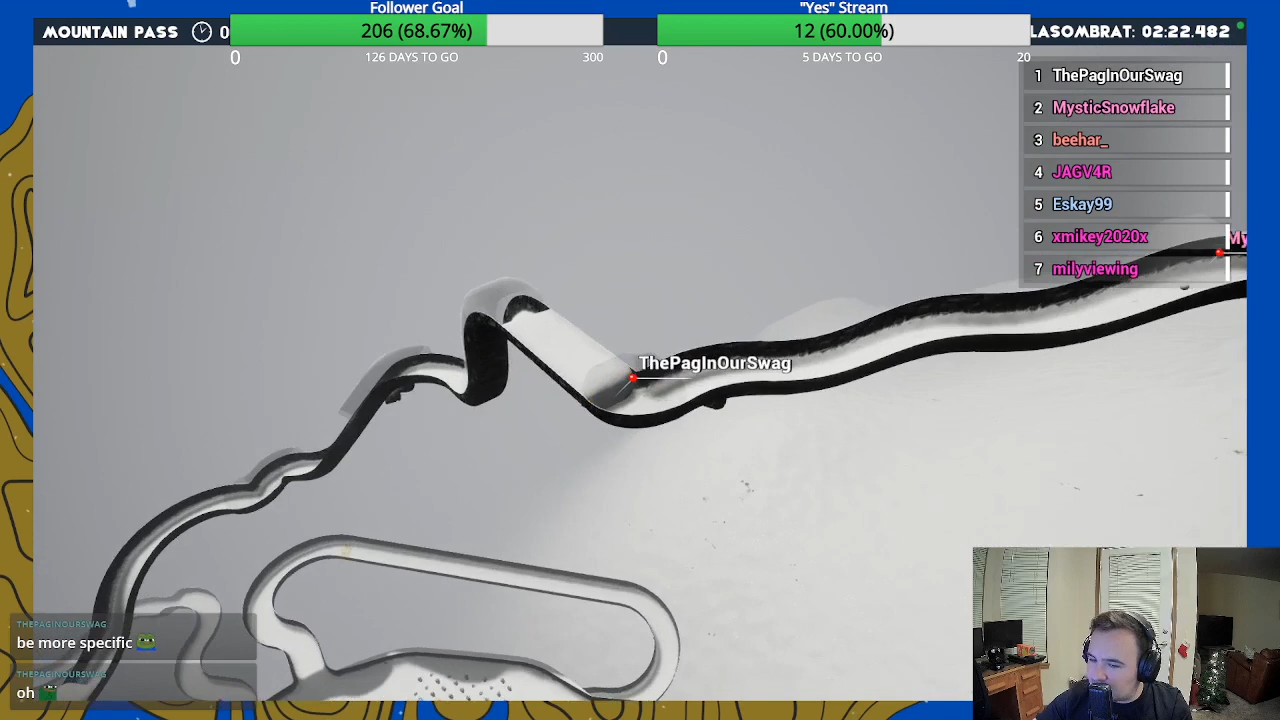 Follower Goal
"Yes" Stream
MOUNTAIN PASS
206 (68.67%)
12 (60.00%)
LASOMBRAT: 02:22.482
0
126 DAYS TO GO
300
0
5 DAYS TO GO
20
1 ThePagInOurSwag
2 MysticSnowflake
3 beehar_
4 JAGV4R
5 Eskay99
6 xmikey2020x
7 milyviewing
My
ThePagInOurSwag
THEPAGINOURSWAG
be more specific
THEPAGINOURSWAG
oh